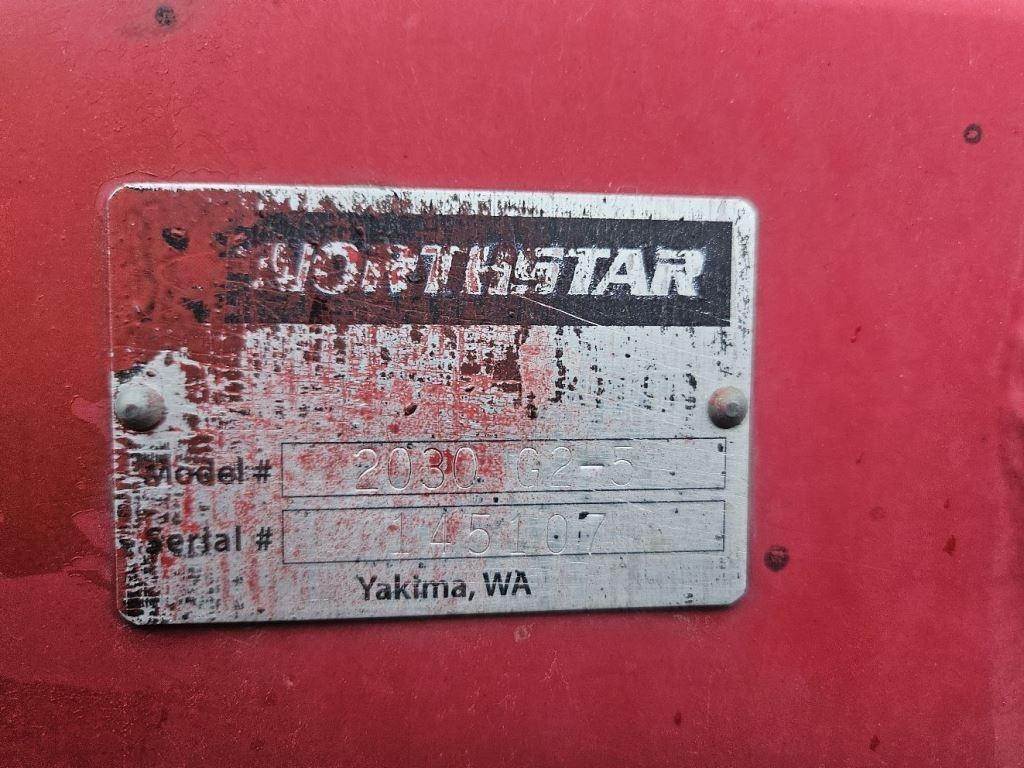 NORTHSTAR
Model # 2030 G2-5
Serial # 145107
Yakima, WA